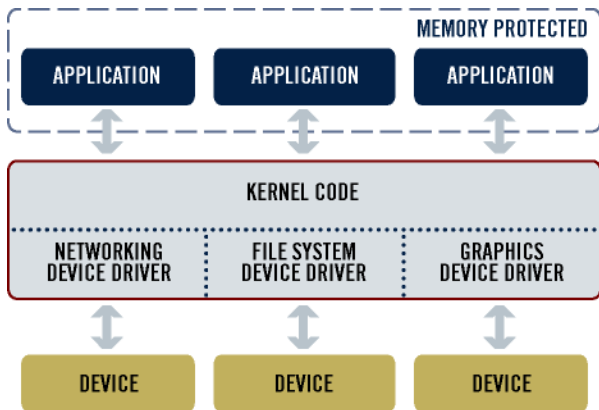 MEMORY PROTECTED
APPLICATION
APPLICATION
APPLICATION
KERNEL CODE
NETWORKING
DEVICE DRIVER
FILE SYSTEM
DEVICE DRIVER
GRAPHICS
DEVICE DRIVER
DEVICE
DEVICE
DEVICE